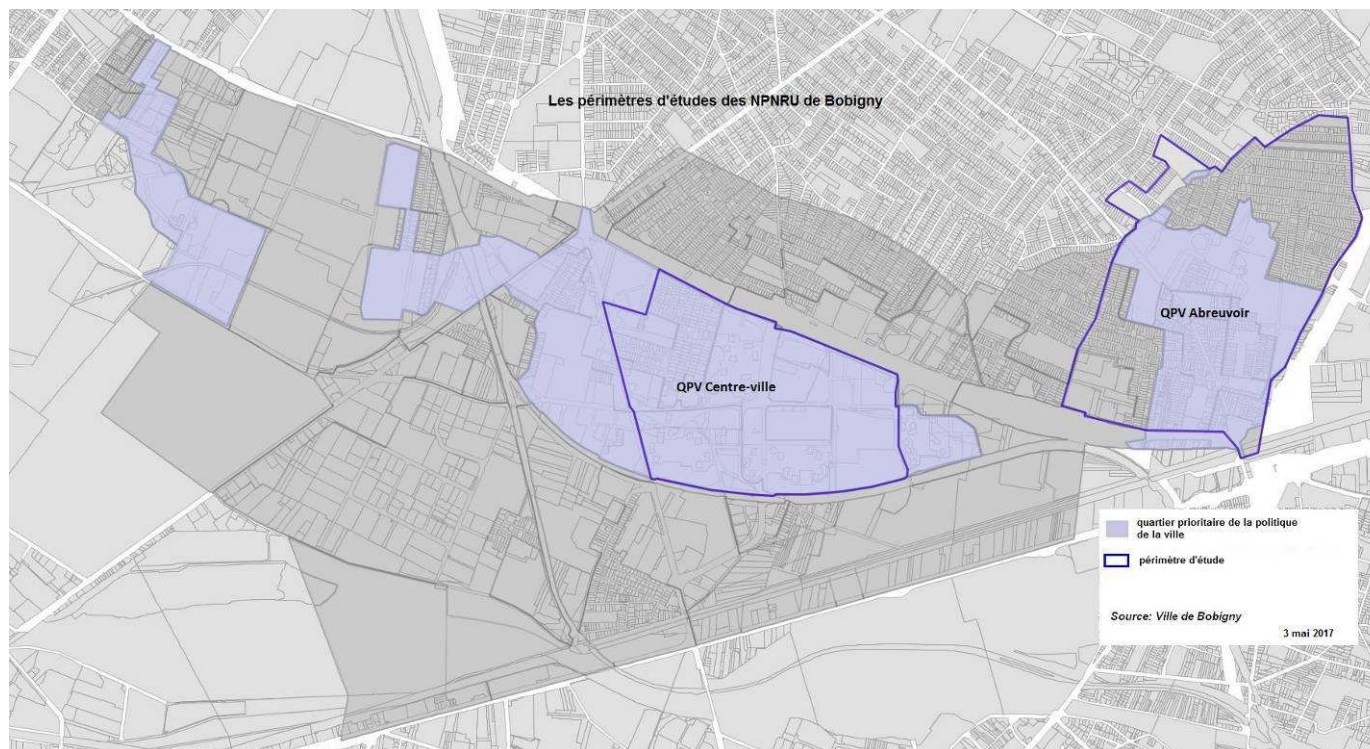 Les périmètres d'études des NPNRU de Bobigny
QPV Abreuvoir
QPV Centre-ville
quartier prioritaire de la politique
de la ville
périmètre d'étude
Source: Ville de Bobigny
3 mai 2017